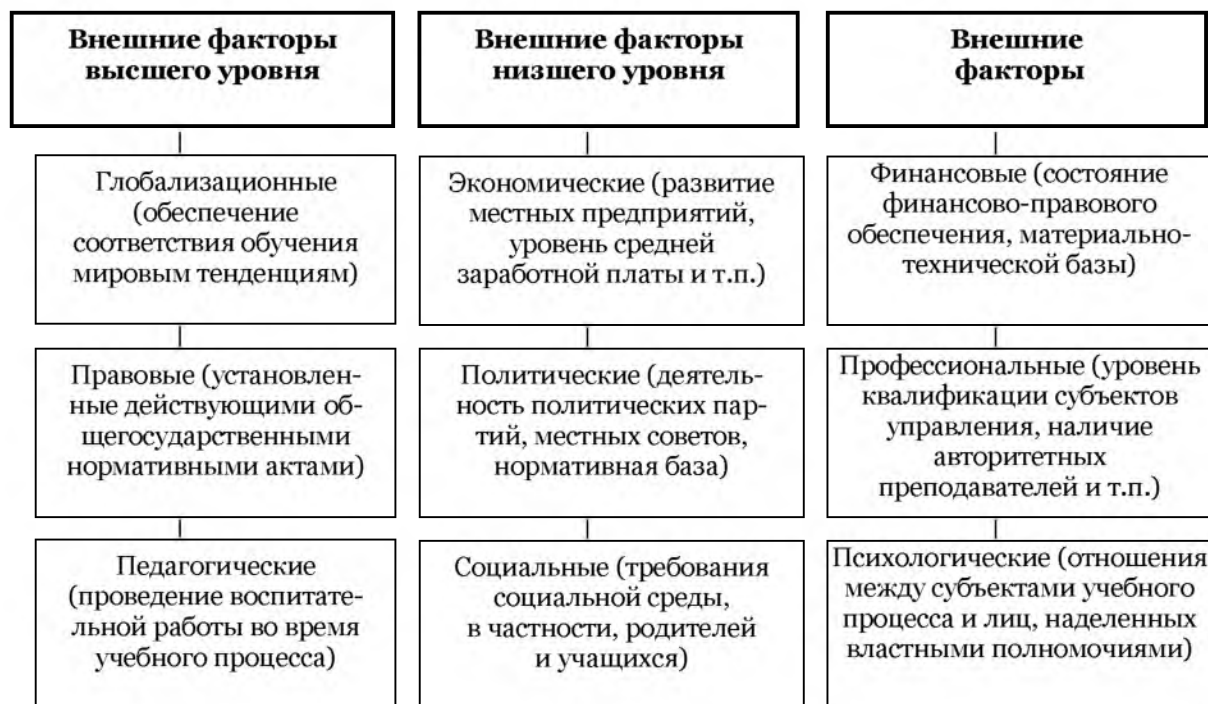 Внешние факторы
высшего уровня
Глобализационные
(обеспечение
соответствия обучения
мировым тенденциям)
Правовые (установлен-
ные действующими об-
щегосударственными
нормативными актами)
Педагогические
(проведение воспитате-
льной работы во время
учебного процесса)
Внешние факторы
низшего уровня
Экономические (развитие
местных предприятий,
уровень средней
заработной платы и т.п.)
Политические (деятель-
ность политических пар-
тий, местных советов,
нормативная база)
Социальные (требования
социальной среды,
в частности, родителей
и учащихся)
Внешние
факторы
Финансовые (состояние
финансово-правового
обеспечения, материально-
технической базы)
Профессиональные (уровень
квалификации субъектов
управления, наличие
авторитетных
преподавателей и т.п.)
Психологические (отношения
между субъектами учебного
процесса и лиц, наделенных
властными полномочиями)